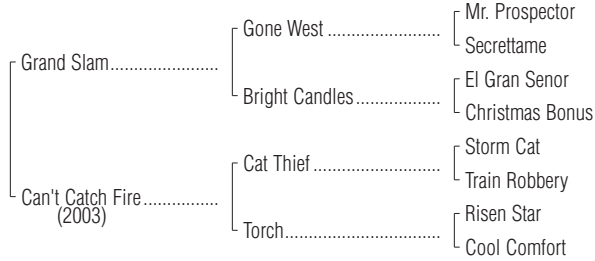 Mr. Prospector
Gone West
Secrettame
Grand Slam
El Gran Senor
Bright Candles
Christmas Bonus
Storm Cat
Cat Thief
Train Robbery
Can't Catch Fire
(2003)
Risen Star
Torch
Cool Comfort